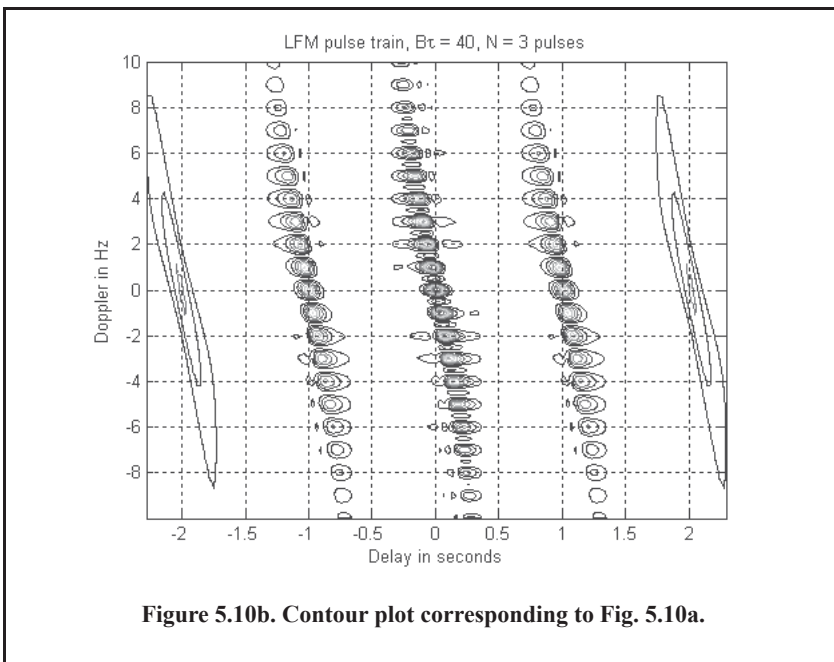 LFM pulse train, Bτ = 40, N = 3 pulses
10
8
6
4
2
0
-2
-4
-6
-8
Doppler in Hz
-2 -1.5 -1 -0.5 0 0.5 1 1.5 2
Delay in seconds
Figure 5.10b. Contour plot corresponding to Fig. 5.10a.